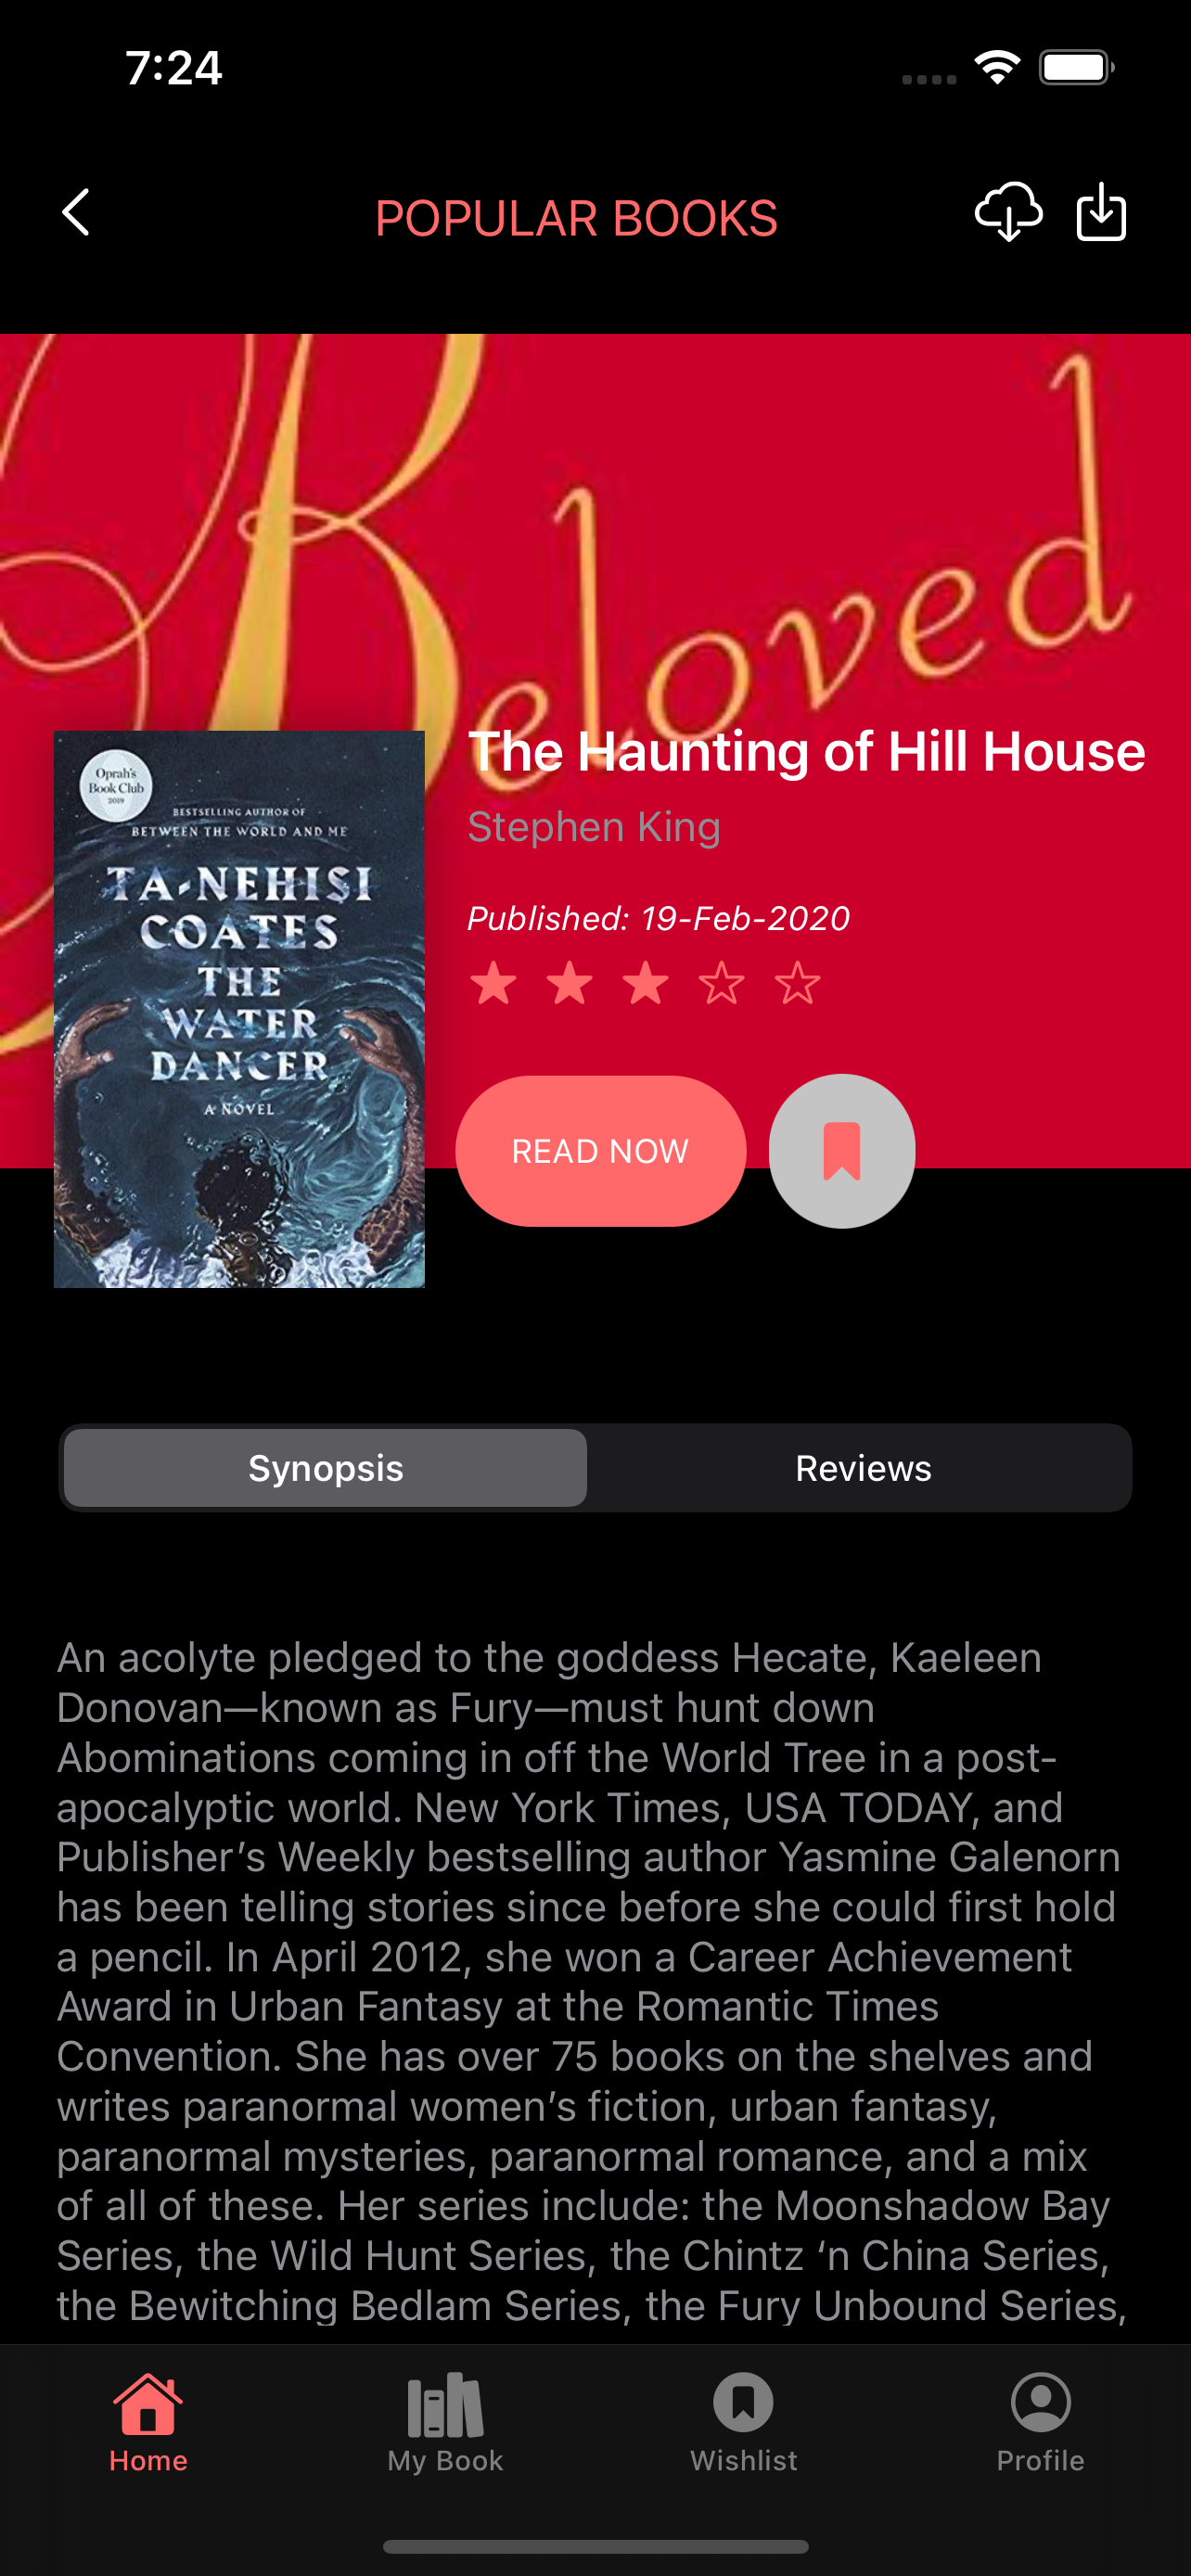 7:24
POPULAR BOOKS
Beloved
The Haunting of Hill House
Stephen King
Published: 19-Feb-2020
READ NOW
Oprah's
Book Club
2019
BESTSELLING AUTHOR OF
BETWEEN THE WORLD AND ME
TA-NEHISI
COATES
THE
WATER
DANCER
A NOVEL
Synopsis
Reviews
An acolyte pledged to the goddess Hecate, Kaeleen
Donovan—known as Fury—must hunt down
Abominations coming in off the World Tree in a post-
apocalyptic world. New York Times, USA TODAY, and
Publisher’s Weekly bestselling author Yasmine Galenorn
has been telling stories since before she could first hold
a pencil. In April 2012, she won a Career Achievement
Award in Urban Fantasy at the Romantic Times
Convention. She has over 75 books on the shelves and
writes paranormal women’s fiction, urban fantasy,
paranormal mysteries, paranormal romance, and a mix
of all of these. Her series include: the Moonshadow Bay
Series, the Wild Hunt Series, the Chintz ‘n China Series,
the Bewitching Bedlam Series, the Fury Unbound Series,
Home
My Book
Wishlist
Profile